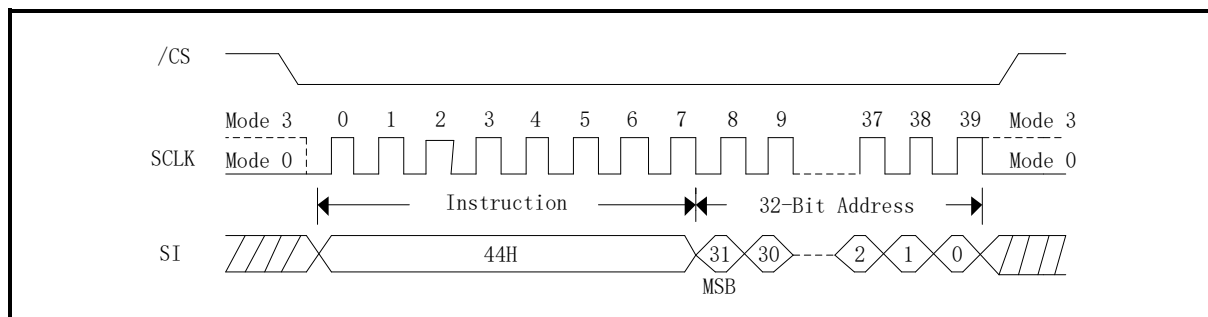 /CS
Mode 3 0 1 2 3 4 5 6 7 8 9 37 38 39 Mode 3
SCLK Mode 0 Mode 0
Instruction 32-Bit Address
SI 44H 31 30 2 1 0
MSB